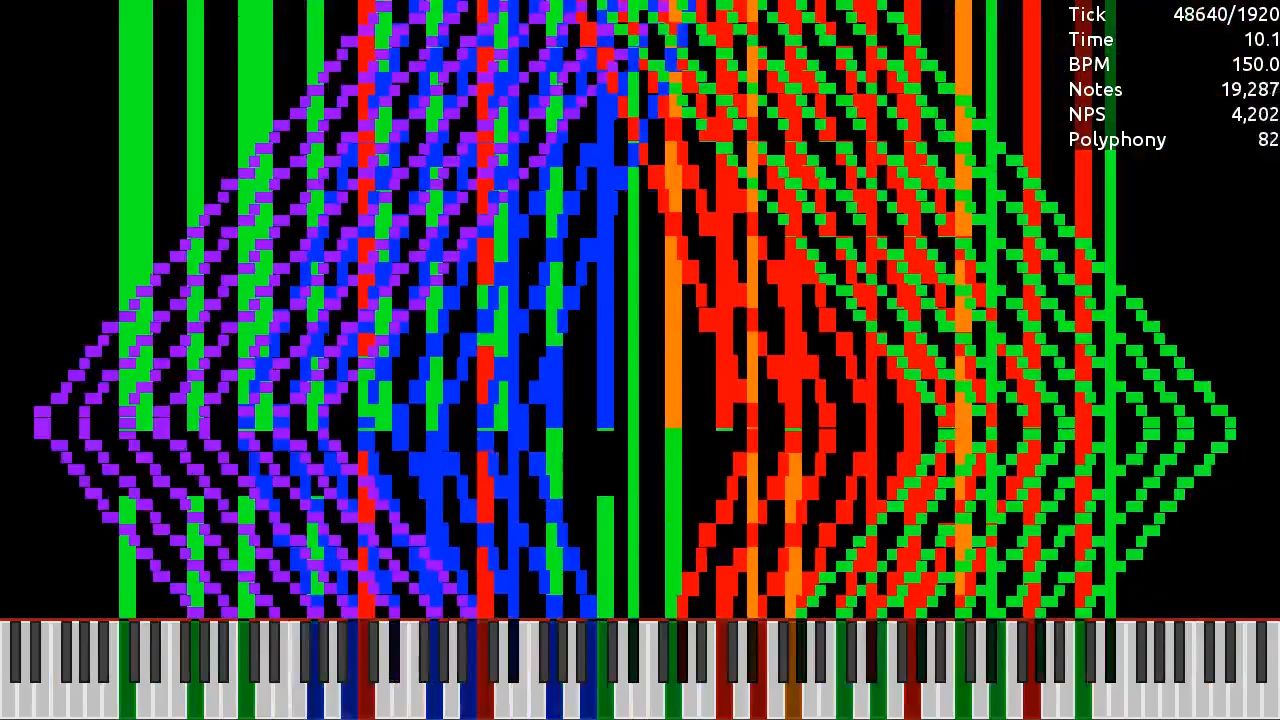 Tick 48640/1920
Time 10.1
BPM 150.0
Notes 19,287
NPS 4,202
Polyphony 82